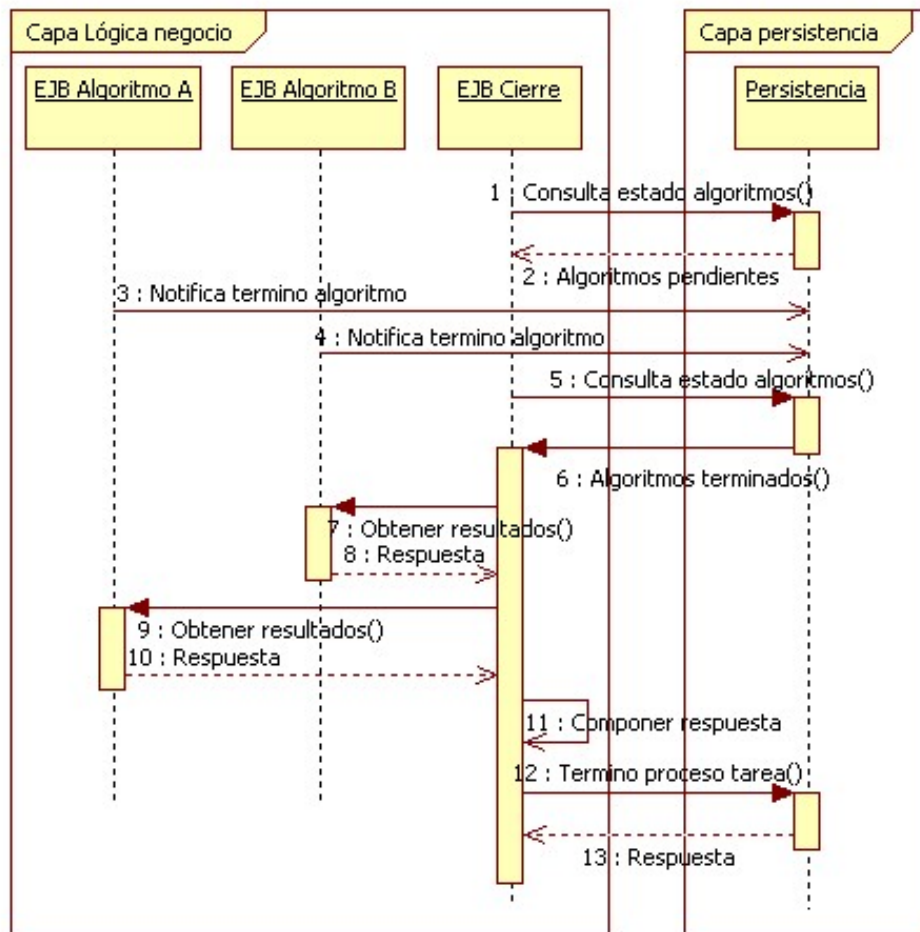 Capa Lógica negocio
Capa persistencia
EJB Algoritmo A
EJB Algoritmo B
EJB Cierre
Persistencia
1 : Consulta estado algoritmos()
2 : Algoritmos pendientes
3 : Notifica termino algoritmo
4 : Notifica termino algoritmo
5 : Consulta estado algoritmos()
6 : Algoritmos terminados()
7 : Obtener resultados()
8 : Respuesta
9 : Obtener resultados()
10 : Respuesta
11 : Componer respuesta
12 : Termino proceso tarea()
13 : Respuesta